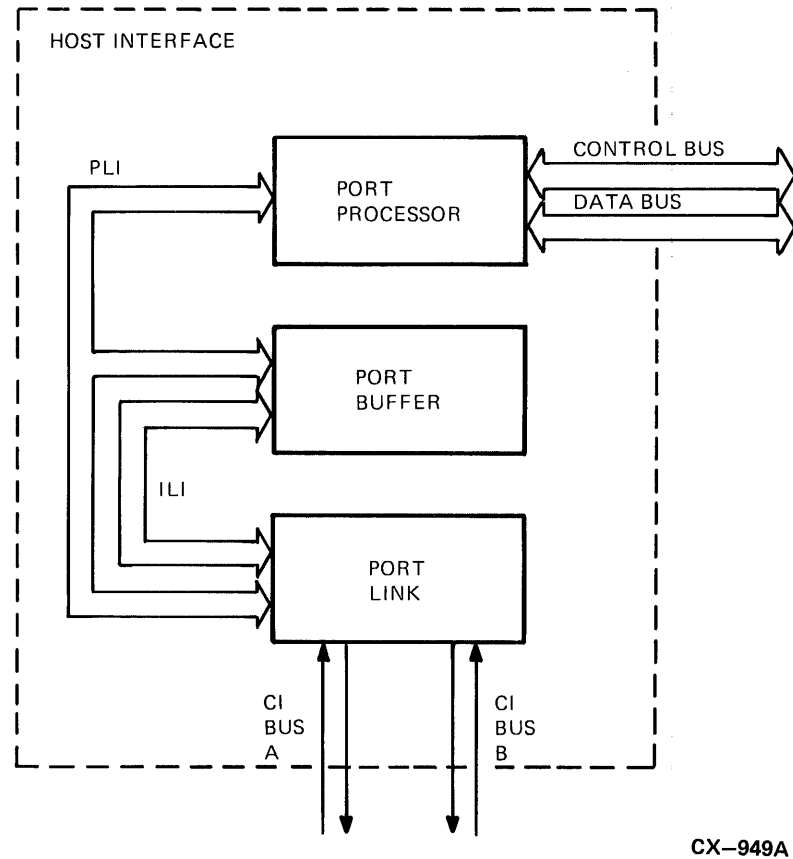 HOST INTERFACE
PLI
PORT
PROCESSOR
CONTROL BUS
DATA BUS
PORT
BUFFER
ILI
PORT
LINK
CI
BUS
A
CI
BUS
B
CX–949A